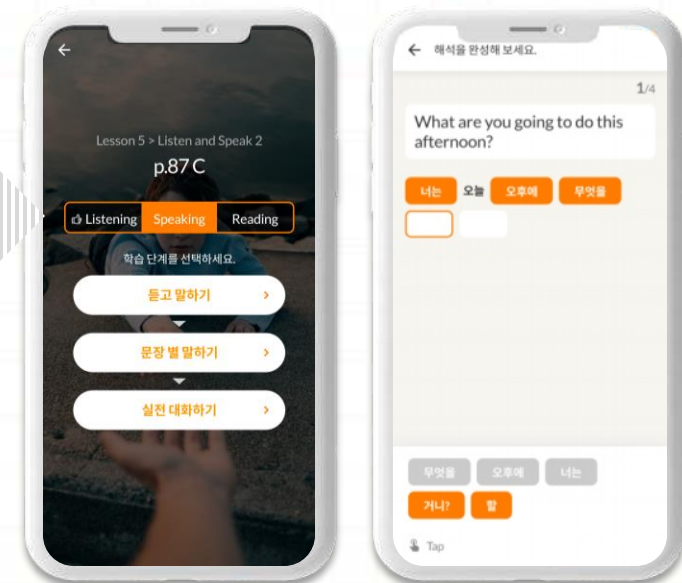 Lesson 5 > Listen and Speak 2
p.87 C
Listening Speaking Reading
학습 단계를 선택하세요.
듣고 말하기
문장 별 말하기
실전 대화하기
해석을 완성해 보세요.
1/4
What are you going to do this
afternoon?
너는 오늘 오후에 무엇을
무엇을 오후에 너는
거니? 할
Tap